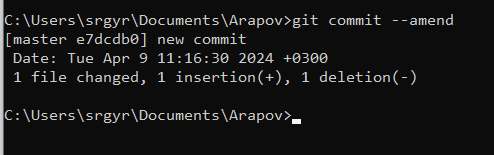 C:\Users\srgyr\Documents\Arapov>git commit --amend
[master e7dcdb0] new commit
 Date: Tue Apr 9 11:16:30 2024 +0300
 1 file changed, 1 insertion(+), 1 deletion(-)
C:\Users\srgyr\Documents\Arapov>